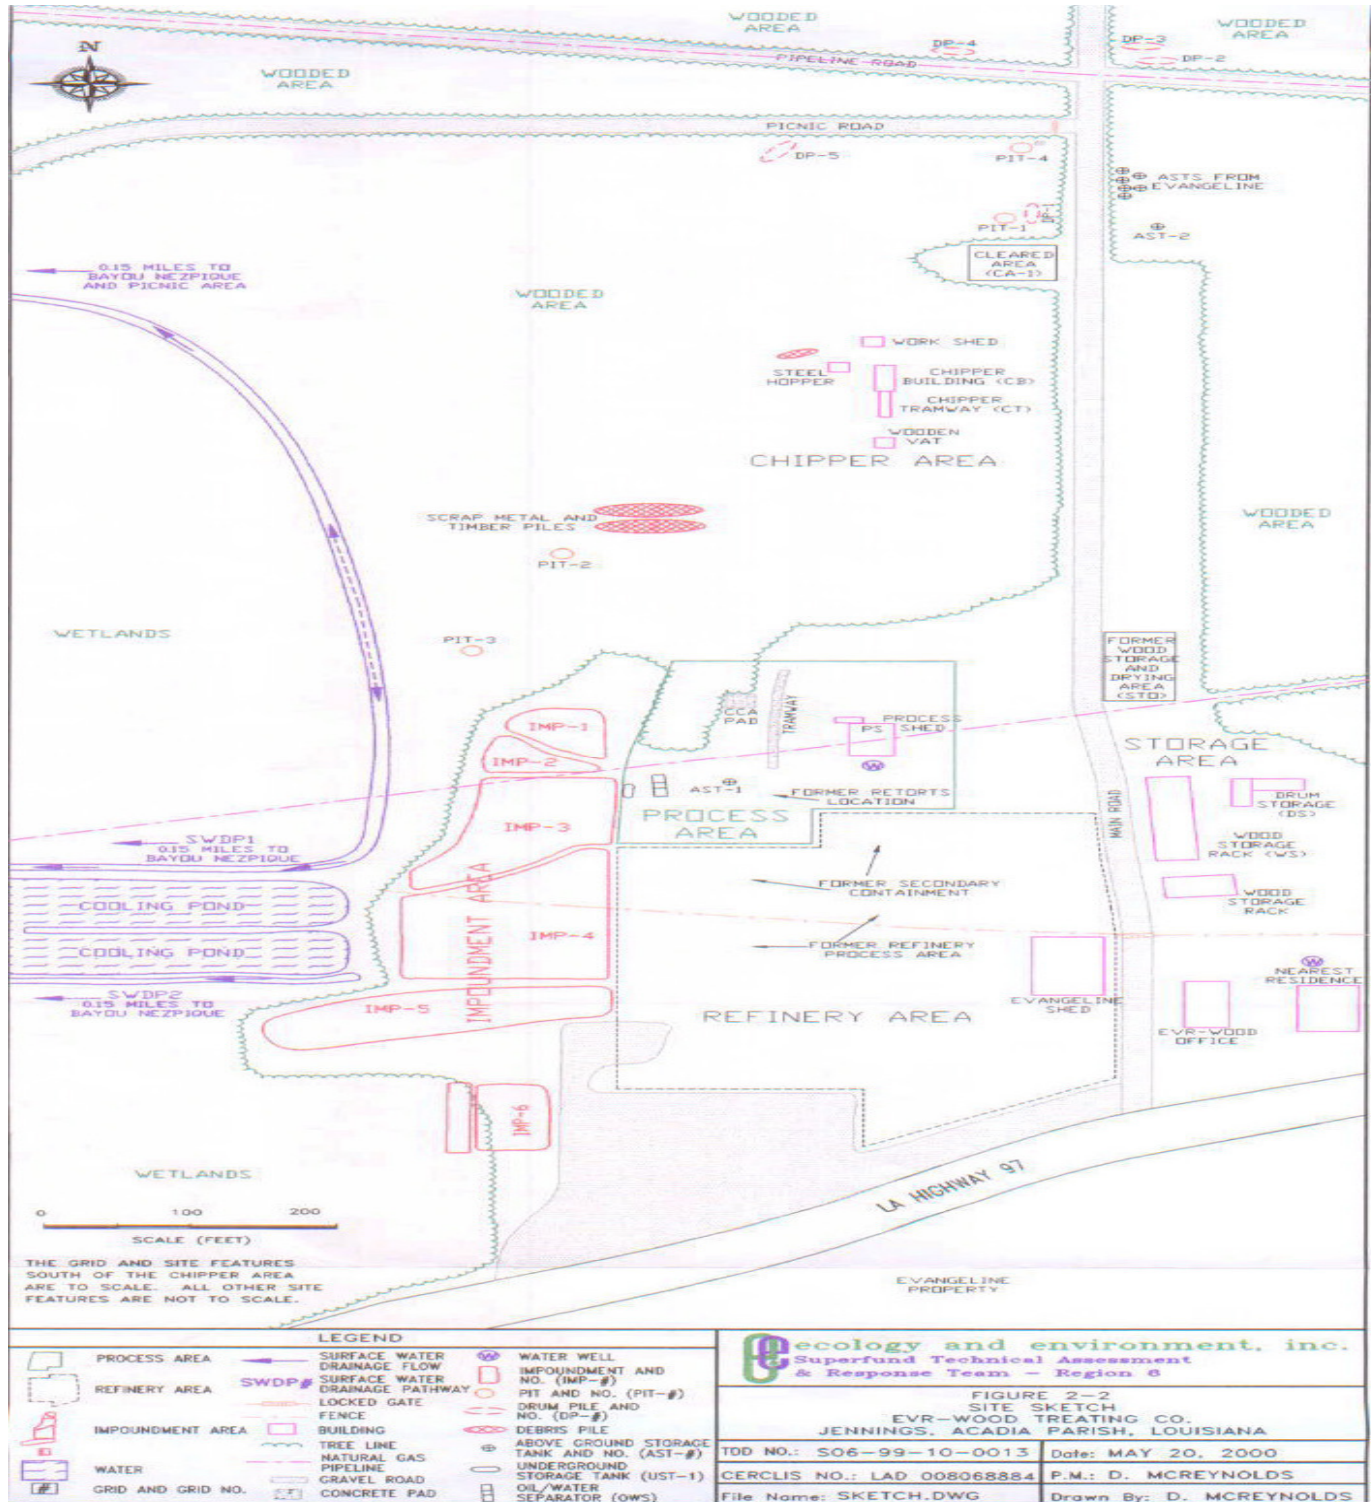 WOODED
AREA
WOODED
AREA
DP-4
DP-3
DP-2
PIPELINE ROAD
N
WOODED
AREA
PICNIC ROAD
DP-5
PIT-4
ASTS FROM
EVANGELINE
DP-1
PIT-1
AST-2
CLEARED
AREA
(CA-1)
0.15 MILES TO
BAYOU NEZPIQUE
AND PICNIC AREA
WOODED
AREA
WORK SHED
STEEL
HOPPER
CHIPPER
BUILDING (CB)
CHIPPER
TRAMWAY (CT)
WOODEN
VAT
CHIPPER AREA
SCRAP METAL AND
TIMBER PILES
WOODED
AREA
PIT-2
WETLANDS
PIT-3
FORMER
WOOD
STORAGE
AND
DRYING
AREA
(STO)
CCA
PAD
TRAMWAY
PROCESS
SHED
PS
IMP-1
IMP-2
STORAGE
AREA
W
AST-1
FORMER RETORTS
LOCATION
DRUM
STORAGE
(DS)
PROCESS
AREA
MAIN ROAD
IMP-3
SWDP1
0.15 MILES TO
BAYOU NEZPIQUE
WOOD
STORAGE
RACK (WS)
FORMER SECONDARY
CONTAINMENT
WOOD
STORAGE
RACK
COOLING POND
COOLING POND
IMPOUNDMENT AREA
IMP-4
FORMER REFINERY
PROCESS AREA
W
NEAREST
RESIDENCE
SWDP2
0.15 MILES TO
BAYOU NEZPIQUE
IMP-5
EVANGELINE
SHED
REFINERY AREA
EVR-WOOD
OFFICE
IMP-6
WETLANDS
LA HIGHWAY 97
0 100 200
SCALE (FEET)
THE GRID AND SITE FEATURES
SOUTH OF THE CHIPPER AREA
ARE TO SCALE. ALL OTHER SITE
FEATURES ARE NOT TO SCALE.
EVANGELINE
PROPERTY
LEGEND
PROCESS AREA
REFINERY AREA
IMPOUNDMENT AREA
WATER
# GRID AND GRID NO.
SURFACE WATER
DRAINAGE FLOW
SWDP# SURFACE WATER
DRAINAGE PATHWAY
LOCKED GATE
FENCE
BUILDING
TREE LINE
NATURAL GAS
PIPELINE
GRAVEL ROAD
CONCRETE PAD
W WATER WELL
IMPOUNDMENT AND
NO. (IMP-#)
PIT AND NO. (PIT-#)
DRUM PILE AND
NO. (DP-#)
DEBRIS PILE
ABOVE GROUND STORAGE
TANK AND NO. (AST-#)
UNDERGROUND
STORAGE TANK (UST-1)
OIL/WATER
SEPARATOR (OWS)
ecology and environment, inc.
Superfund Technical Assessment
& Response Team - Region 6
FIGURE 2-2
SITE SKETCH
EVR-WOOD TREATING CO.
JENNINGS, ACADIA PARISH, LOUISIANA
TDD NO.: S06-99-10-0013
Date: MAY 20, 2000
CERCLIS NO.: LAD 008068884
P.M.: D. MCREYNOLDS
File Name: SKETCH.DWG
Drawn By: D. MCREYNOLDS